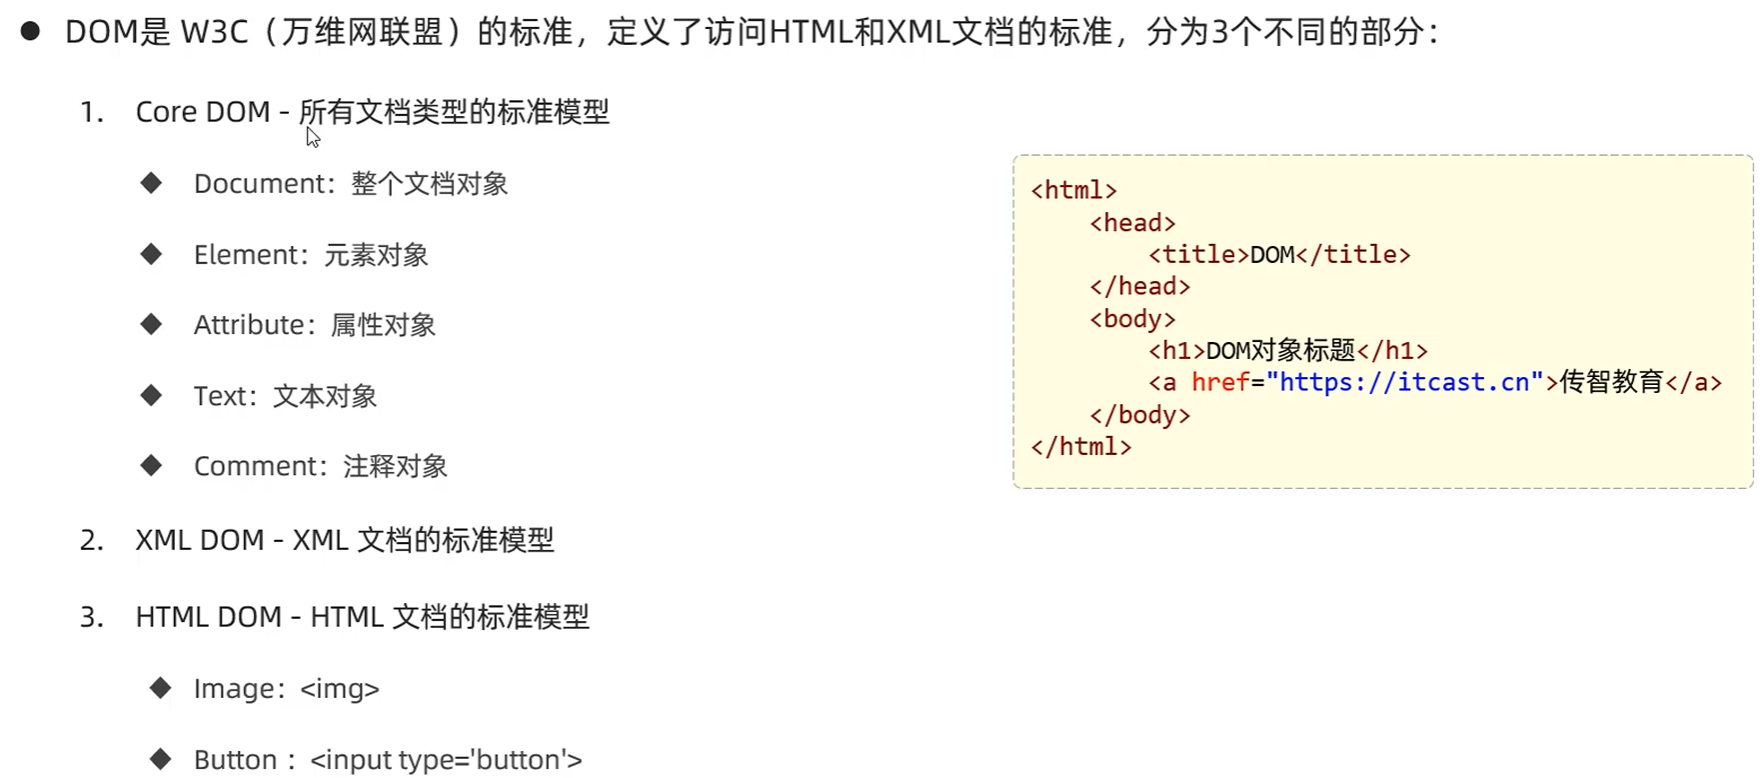 ● DOM是 W3C（万维网联盟）的标准，定义了访问HTML和XML文档的标准，分为3个不同的部分：
1. Core DOM - 所有文档类型的标准模型
◆ Document：整个文档对象
◆ Element：元素对象
◆ Attribute：属性对象
◆ Text：文本对象
◆ Comment：注释对象
2. XML DOM - XML 文档的标准模型
3. HTML DOM - HTML 文档的标准模型
◆ Image：<img>
◆ Button ：<input type='button'>
<html>
<head>
<title>DOM</title>
</head>
<body>
<h1>DOM对象标题</h1>
<a href="https://itcast.cn">传智教育</a>
</body>
</html>